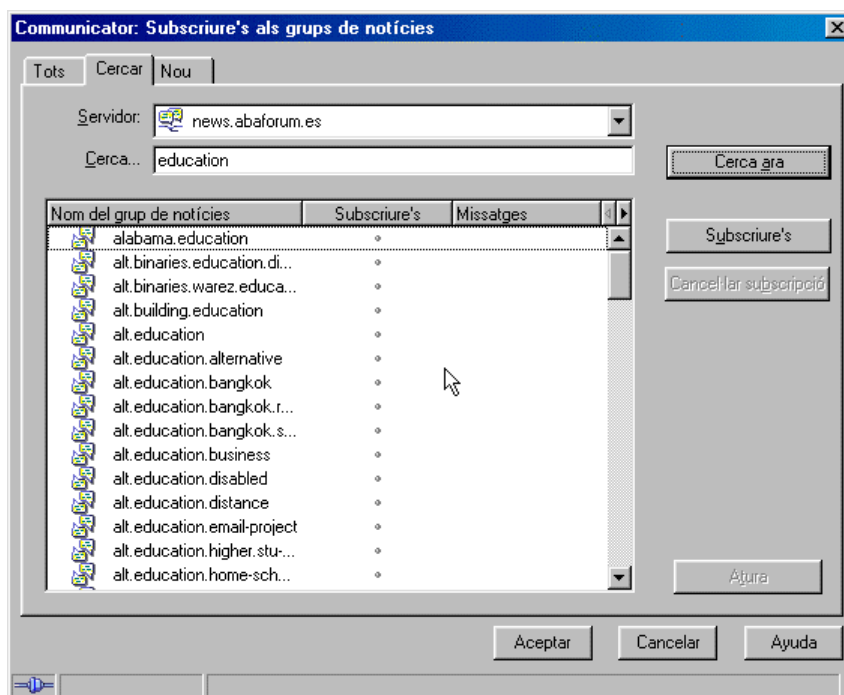 Communicator: Subscriure's als grups de notícies
Tots Cercar Nou
Servidor: news.abaforum.es
Cerca... education
Cerca ara
Nom del grup de notícies Subscriure's Missatges
Subscriure's
Cancel·lar subscripció
alabama.education
alt.binaries.education.di...
alt.binaries.warez.educa...
alt.building.education
alt.education
alt.education.alternative
alt.education.bangkok
alt.education.bangkok.r...
alt.education.bangkok.s...
alt.education.business
alt.education.disabled
alt.education.distance
alt.education.email-project
alt.education.higher.stu-...
alt.education.home-sch...
Atura
Aceptar Cancelar Ayuda